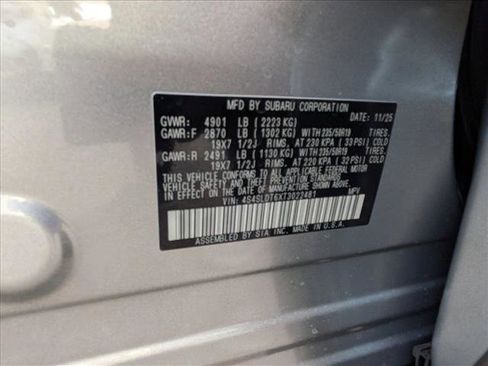 MFD BY SUBARU CORPORATION
GVWR: 4901 LB (2223 KG) DATE: 11/25
GAWR:F 2870 LB (1302 KG) WITH 235/50R19 TIRES.
19X7 1/2J RIMS, AT 230 KPA (33 PSI) COLD
GAWR:R 2491 LB (1130 KG) WITH 235/50R19 TIRES.
19X7 1/2J RIMS, AT 220 KPA (32 PSI) COLD
THIS VEHICLE CONFORMS TO ALL APPLICABLE FEDERAL MOTOR
VEHICLE SAFETY STANDARDS IN EFFECT ON THE DATE OF
MANUFACTURE SHOWN ABOVE.
VIN: 4S4SLDT6XT3022481 MPV
ASSEMBLED BY SIA INC. MADE IN U.S.A.